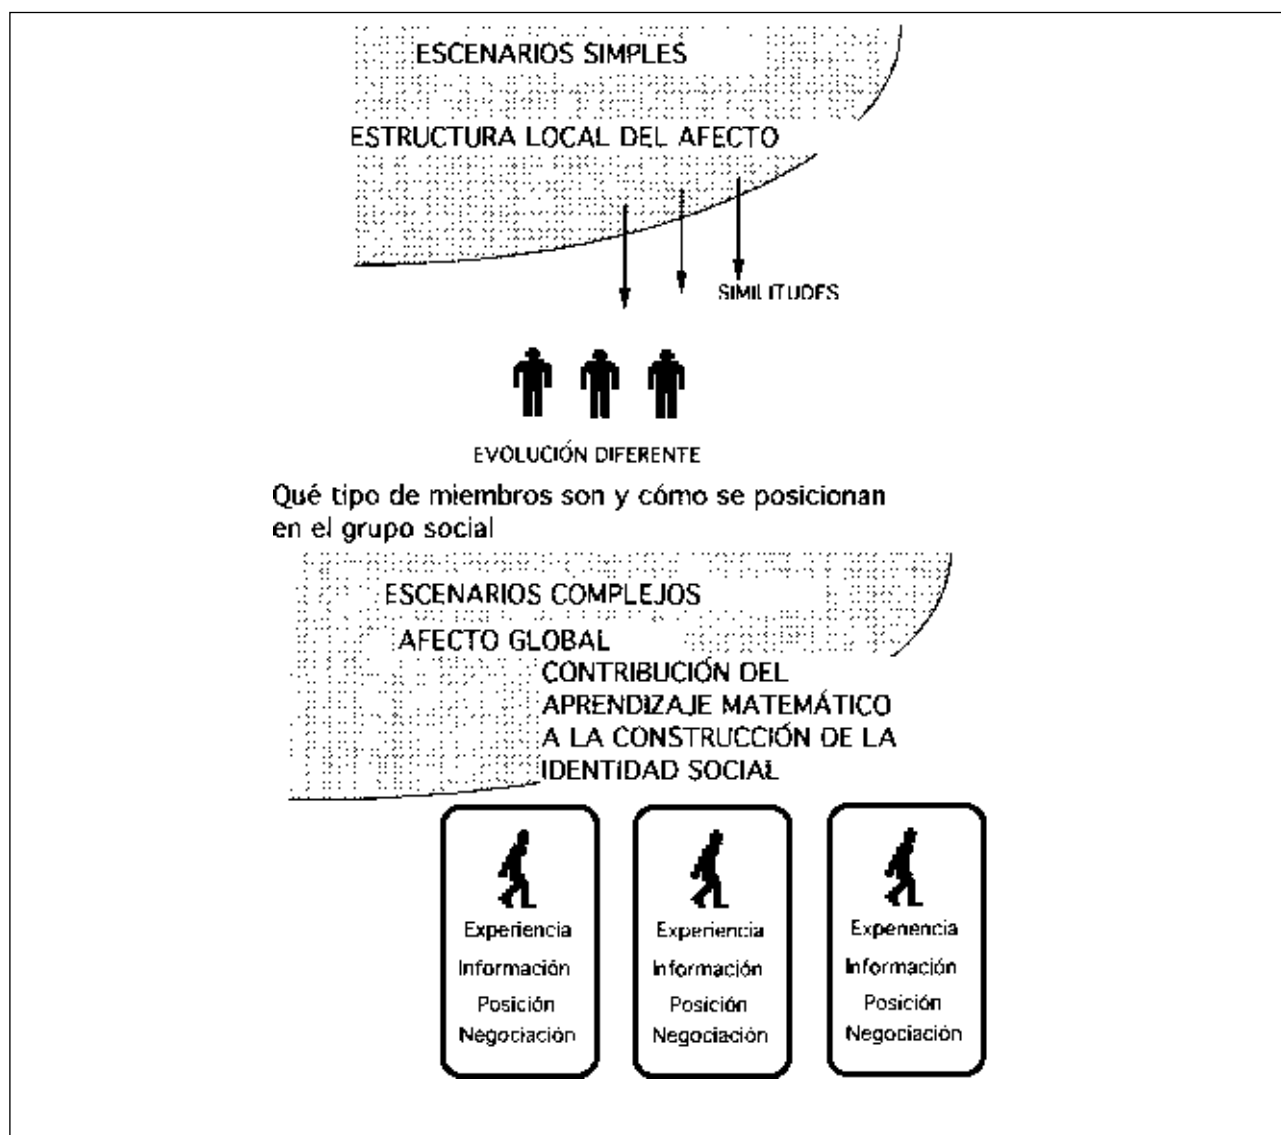 ESCENARIOS SIMPLES
ESTRUCTURA LOCAL DEL AFECTO
SIMILITUDES
EVOLUCIÓN DIFERENTE
Qué tipo de miembros son y cómo se posicionan
en el grupo social
ESCENARIOS COMPLEJOS
AFECTO GLOBAL
CONTRIBUCIÓN DEL
APRENDIZAJE MATEMÁTICO
A LA CONSTRUCCIÓN DE LA
IDENTIDAD SOCIAL
Experiencia
Información
Posición
Negociación
Experiencia
Información
Posición
Negociación
Experiencia
Información
Posición
Negociación